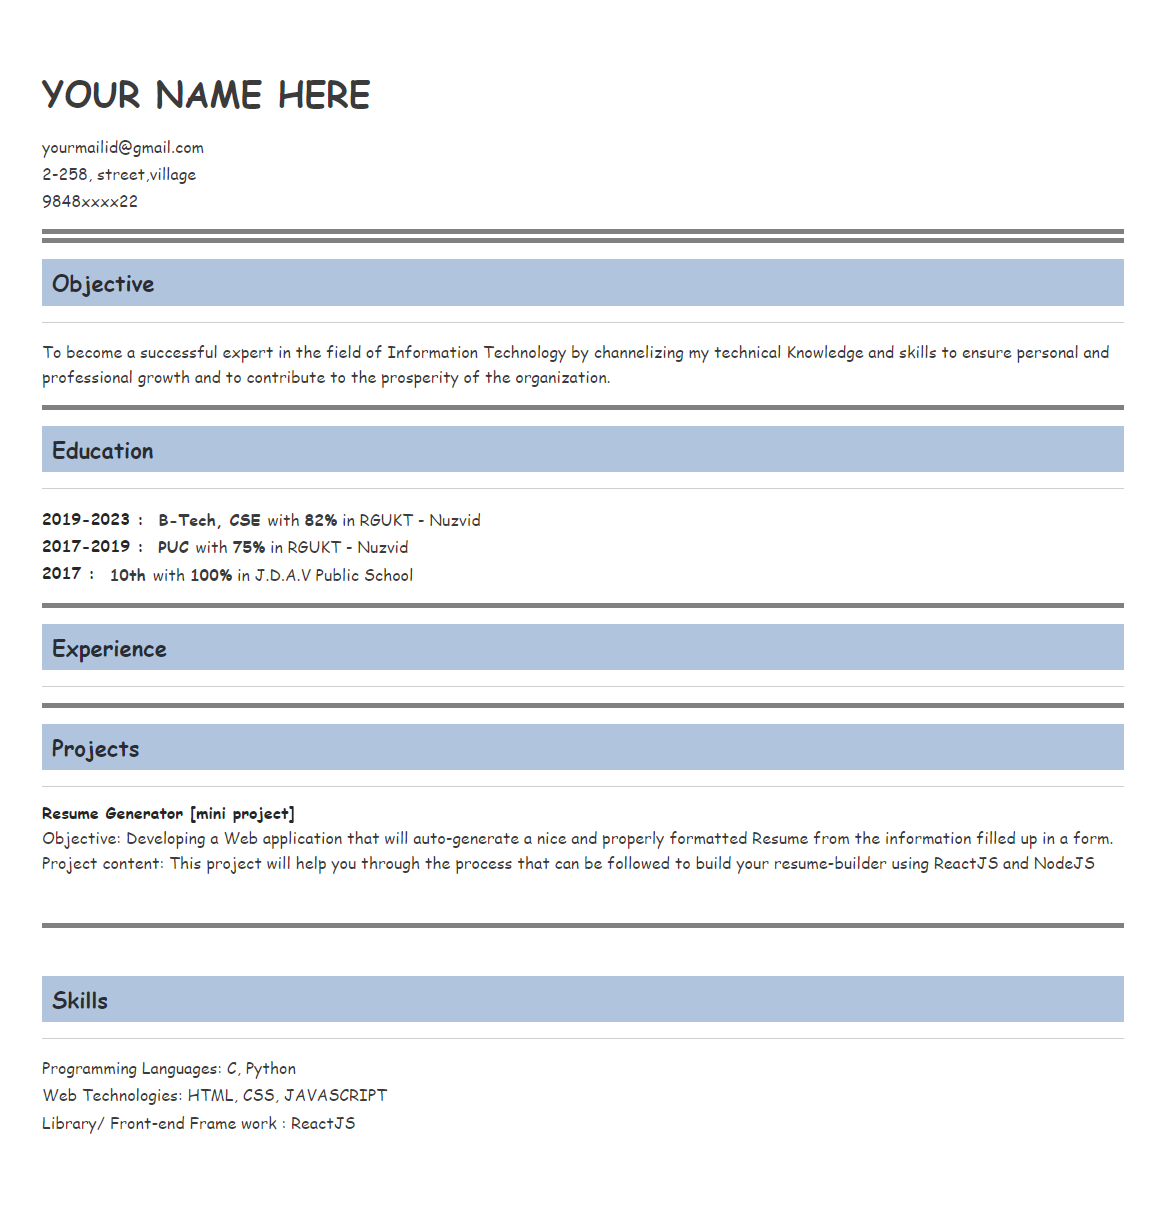 YOUR NAME HERE
yourmailid@gmail.com
2-258, street,village
9848xxxx22
Objective
To become a successful expert in the field of Information Technology by channelizing my technical Knowledge and skills to ensure personal and
professional growth and to contribute to the prosperity of the organization.
Education
2019-2023 : B-Tech, CSE with 82% in RGUKT - Nuzvid
2017-2019 : PUC with 75% in RGUKT - Nuzvid
2017 : 10th with 100% in J.D.A.V Public School
Experience
Projects
Resume Generator [mini project]
Objective: Developing a Web application that will auto-generate a nice and properly formatted Resume from the information filled up in a form.
Project content: This project will help you through the process that can be followed to build your resume-builder using ReactJS and NodeJS
Skills
Programming Languages: C, Python
Web Technologies: HTML, CSS, JAVASCRIPT
Library/ Front-end Frame work : ReactJS